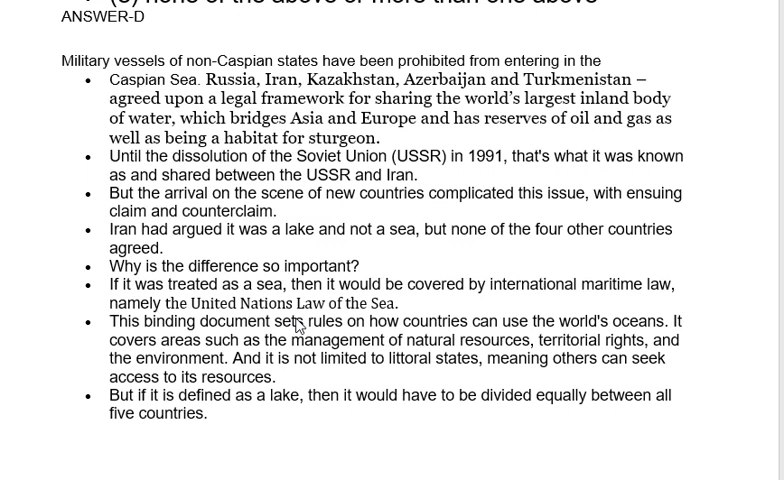 (e) none of the above or more than one above
ANSWER-D
Military vessels of non-Caspian states have been prohibited from entering in the
• Caspian Sea. Russia, Iran, Kazakhstan, Azerbaijan and Turkmenistan –
agreed upon a legal framework for sharing the world's largest inland body
of water, which bridges Asia and Europe and has reserves of oil and gas as
well as being a habitat for sturgeon.
• Until the dissolution of the Soviet Union (USSR) in 1991, that's what it was known
as and shared between the USSR and Iran.
• But the arrival on the scene of new countries complicated this issue, with ensuing
claim and counterclaim.
• Iran had argued it was a lake and not a sea, but none of the four other countries
agreed.
• Why is the difference so important?
• If it was treated as a sea, then it would be covered by international maritime law,
namely the United Nations Law of the Sea.
• This binding document sets rules on how countries can use the world's oceans. It
covers areas such as the management of natural resources, territorial rights, and
the environment. And it is not limited to littoral states, meaning others can seek
access to its resources.
• But if it is defined as a lake, then it would have to be divided equally between all
five countries.